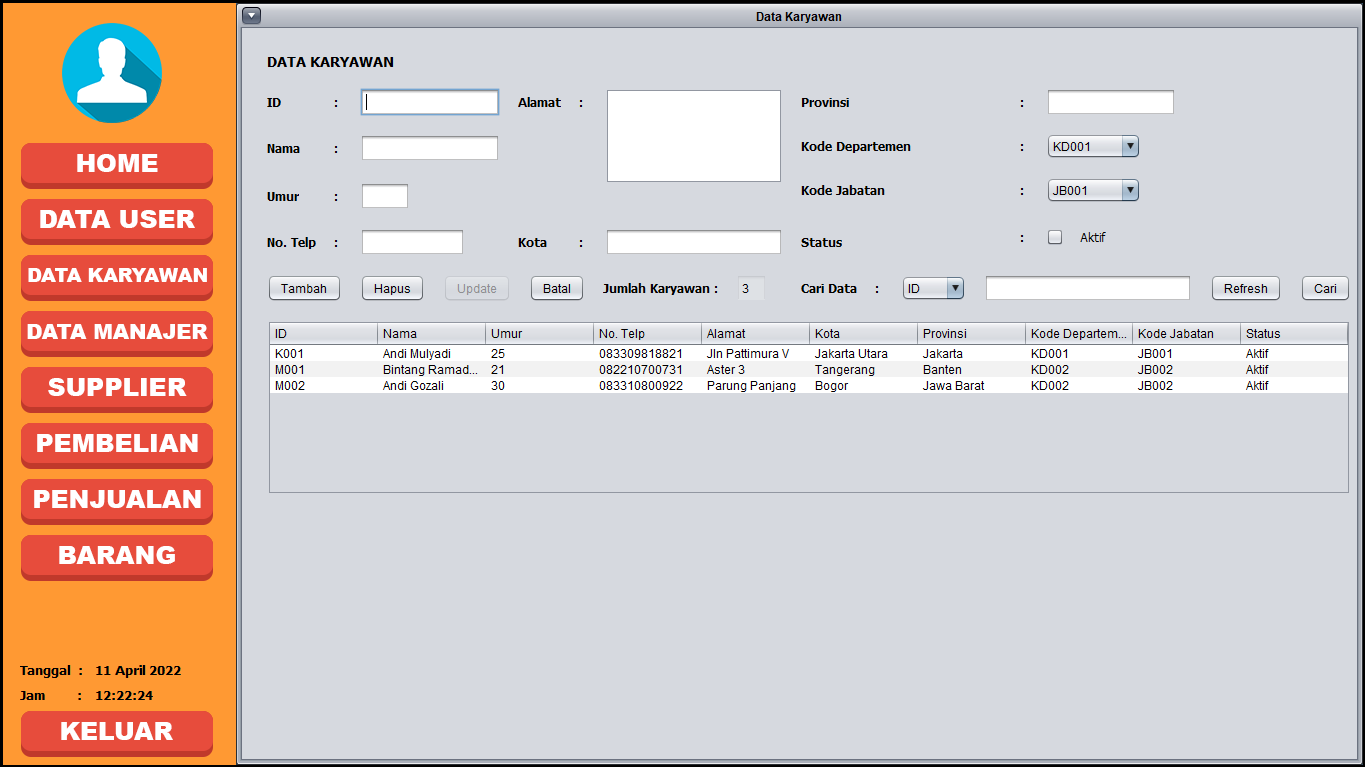 Data Karyawan
HOME
DATA USER
DATA KARYAWAN
DATA MANAJER
SUPPLIER
PEMBELIAN
PENJUALAN
BARANG
Tanggal : 11 April 2022
Jam : 12:22:24
KELUAR
DATA KARYAWAN
ID : Alamat : Provinsi :
Nama : Kode Departemen : KD001
Umur : Kode Jabatan : JB001
No. Telp : Kota : Status : Aktif
Tambah Hapus Update Batal Jumlah Karyawan : 3 Cari Data : ID Refresh Cari
ID Nama Umur No. Telp Alamat Kota Provinsi Kode Departem... Kode Jabatan Status
K001 Andi Mulyadi 25 083309818821 Jln Pattimura V Jakarta Utara Jakarta KD001 JB001 Aktif
M001 Bintang Ramad... 21 082210700731 Aster 3 Tangerang Banten KD002 JB002 Aktif
M002 Andi Gozali 30 083310800922 Parung Panjang Bogor Jawa Barat KD002 JB002 Aktif